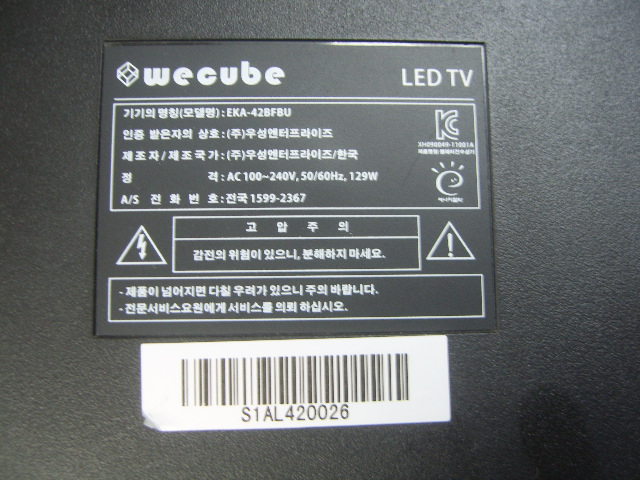 wecube
LED TV
기기의 명칭(모델명) : EKA-42BFBU
인증 받은자의 상호 : (주)우성엔터프라이즈
제조자/제조국가 : (주)우성엔터프라이즈/한국
정 격 : AC 100~240V, 50/60Hz, 129W
A/S 전화번호 : 전국 1599-2367
XH090049-11001A
고 압 주 의
감전의 위험이 있으니, 분해하지 마세요.
- 제품이 넘어지면 다칠 우려가 있으니 주의 바랍니다.
- 전문서비스요원에게 서비스를 의뢰 하십시오.
S1AL420026